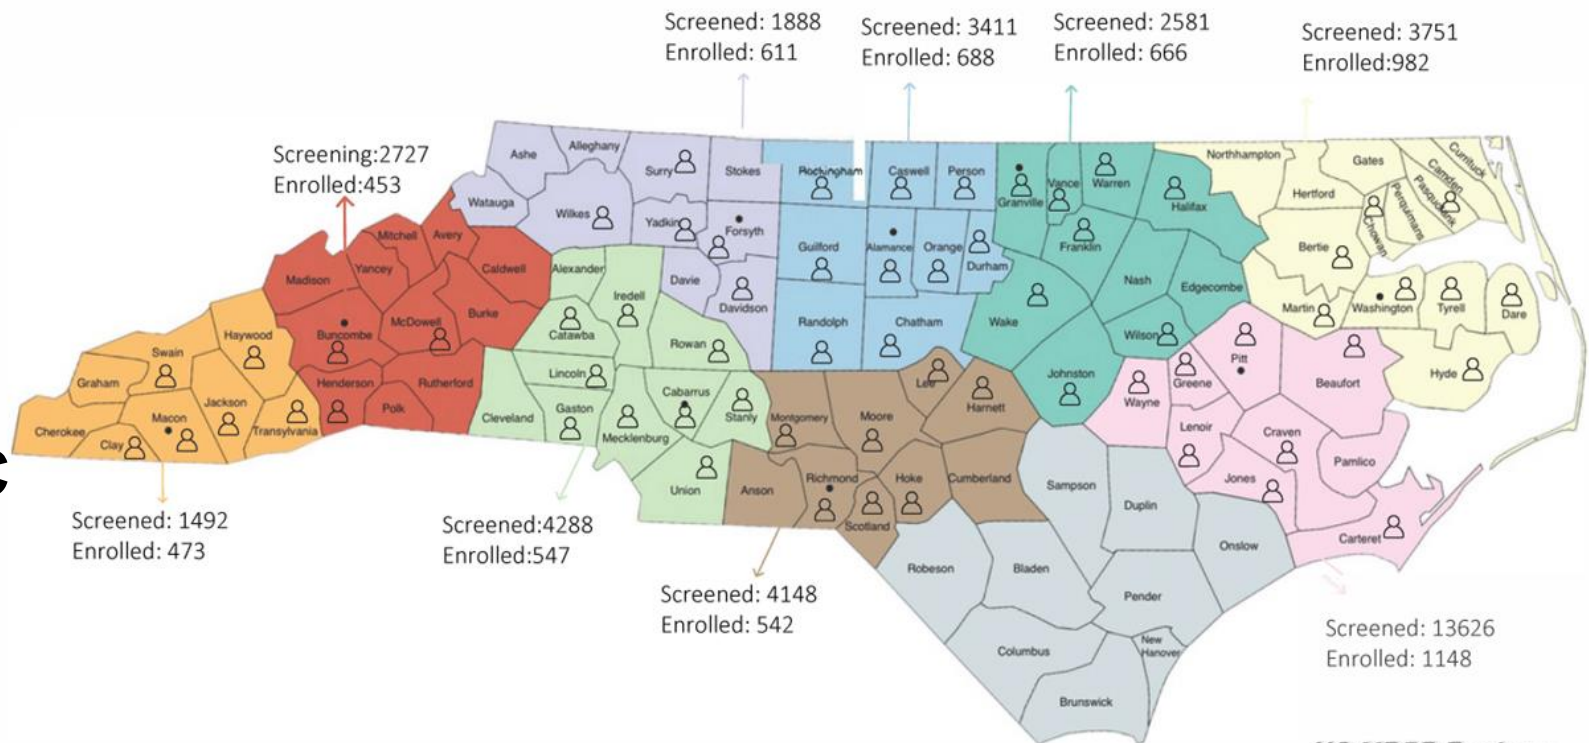 Screened: 1888
Enrolled: 611
Screened: 3411
Enrolled: 688
Screened: 2581
Enrolled: 666
Screened: 3751
Enrolled:982
Screening:2727
Enrolled:453
Ashe
Alleghany
Surry
Stokes
Rockingham
Caswell
Person
Granville
Vance
Warren
Halifax
Northhampton
Gates
Hertford
Camden
Currituck
Pasquotank
Perquimans
Chowan
Bertie
Watauga
Wilkes
Yadkin
Forsyth
Guilford
Alamance
Orange
Durham
Franklin
Nash
Edgecombe
Martin
Washington
Tyrell
Dare
Mitchell
Avery
Caldwell
Alexander
Iredell
Davie
Davidson
Randolph
Chatham
Wake
Wilson
Madison
Yancey
McDowell
Burke
Catawba
Rowan
Buncombe
Haywood
Swain
Graham
Cherokee
Clay
Macon
Jackson
Transylvania
Henderson
Polk
Rutherford
Cleveland
Lincoln
Gaston
Mecklenburg
Cabarrus
Stanly
Union
Montgomery
Moore
Lee
Harnett
Johnston
Wayne
Greene
Pitt
Beaufort
Hyde
Lenoir
Craven
Pamlico
Jones
Carteret
Anson
Richmond
Scotland
Hoke
Cumberland
Sampson
Duplin
Onslow
Robeson
Bladen
Pender
Columbus
New
Hanover
Brunswick
Screened: 1492
Enrolled: 473
Screened:4288
Enrolled:547
Screened: 4148
Enrolled: 542
Screened: 13626
Enrolled: 1148